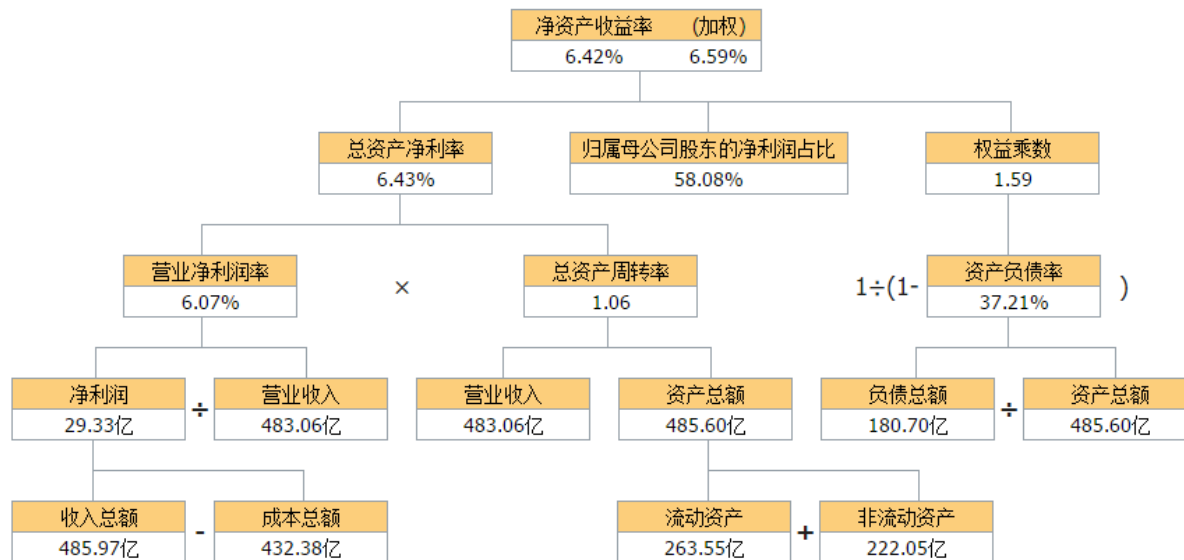 净资产收益率 (加权)
6.42% 6.59%
总资产净利率 归属母公司股东的净利润占比 权益乘数
6.43% 58.08% 1.59
营业净利润率 总资产周转率 资产负债率
6.07% × 1.06 1÷(1- 37.21% )
净利润 ÷ 营业收入 营业收入 资产总额 负债总额 ÷ 资产总额
29.33亿 483.06亿 483.06亿 485.60亿 180.70亿 485.60亿
收入总额 - 成本总额 流动资产 + 非流动资产
485.97亿 432.38亿 263.55亿 222.05亿